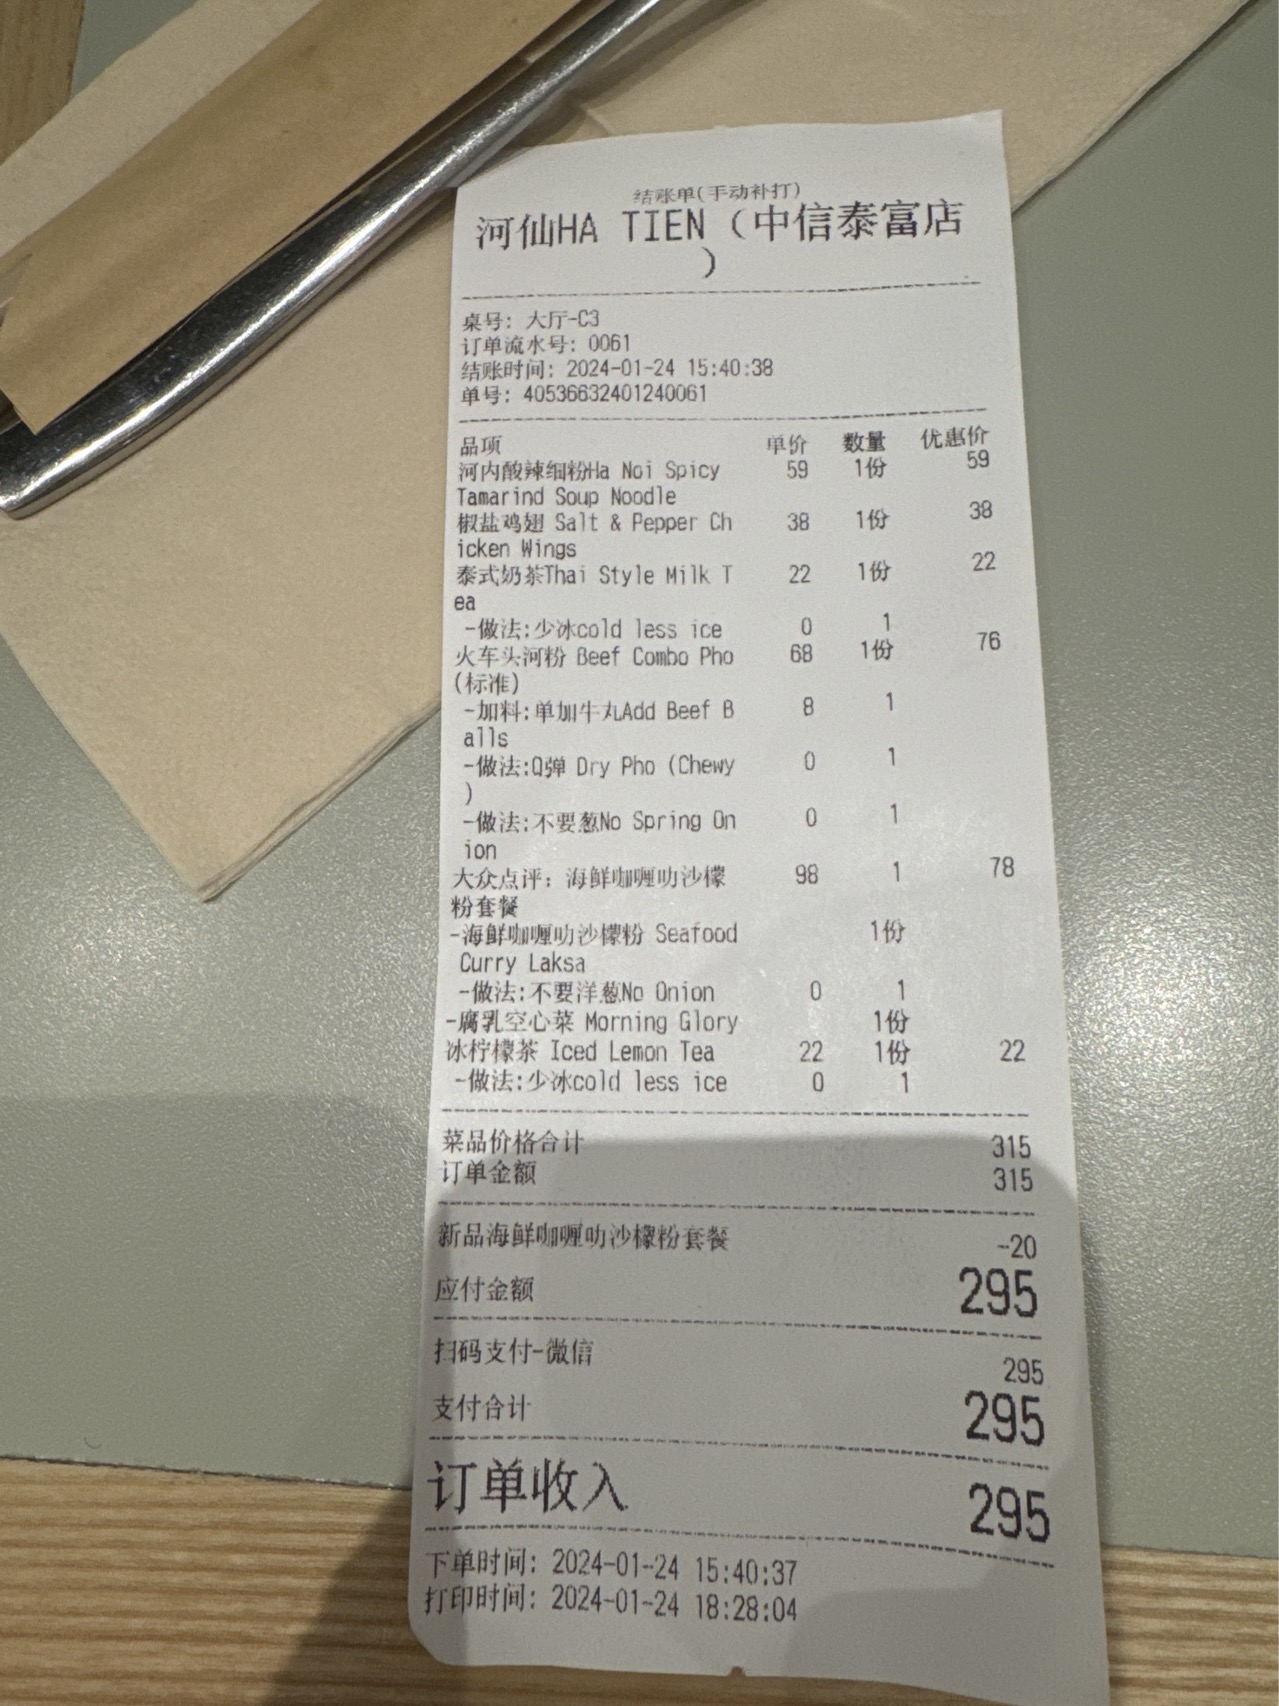 结账单(手动补打)
河仙HA TIEN（中信泰富店
）
桌号: 大厅-C3
订单流水号: 0061
结账时间: 2024-01-24 15:40:38
单号: 40536632401240061
品项 单价 数量 优惠价
河内酸辣细粉Ha Noi Spicy 59 1份 59
Tamarind Soup Noodle
椒盐鸡翅 Salt & Pepper Ch 38 1份 38
icken Wings
泰式奶茶Thai Style Milk T 22 1份 22
ea
-做法:少冰cold less ice 0 1
火车头河粉 Beef Combo Pho 68 1份 76
(标准)
-加料:单加牛丸Add Beef B 8 1
alls
-做法:Q弹 Dry Pho (Chewy 0 1
)
-做法:不要葱No Spring On 0 1
ion
大众点评: 海鲜咖喱叻沙檬 98 1 78
粉套餐
-海鲜咖喱叻沙檬粉 Seafood 1份
Curry Laksa
-做法:不要洋葱No Onion 0 1
-腐乳空心菜 Morning Glory 1份
冰柠檬茶 Iced Lemon Tea 22 1份 22
-做法:少冰cold less ice 0 1
菜品价格合计 315
订单金额 315
新品海鲜咖喱叻沙檬粉套餐 -20
应付金额 295
扫码支付-微信 295
支付合计 295
订单收入 295
下单时间: 2024-01-24 15:40:37
打印时间: 2024-01-24 18:28:04